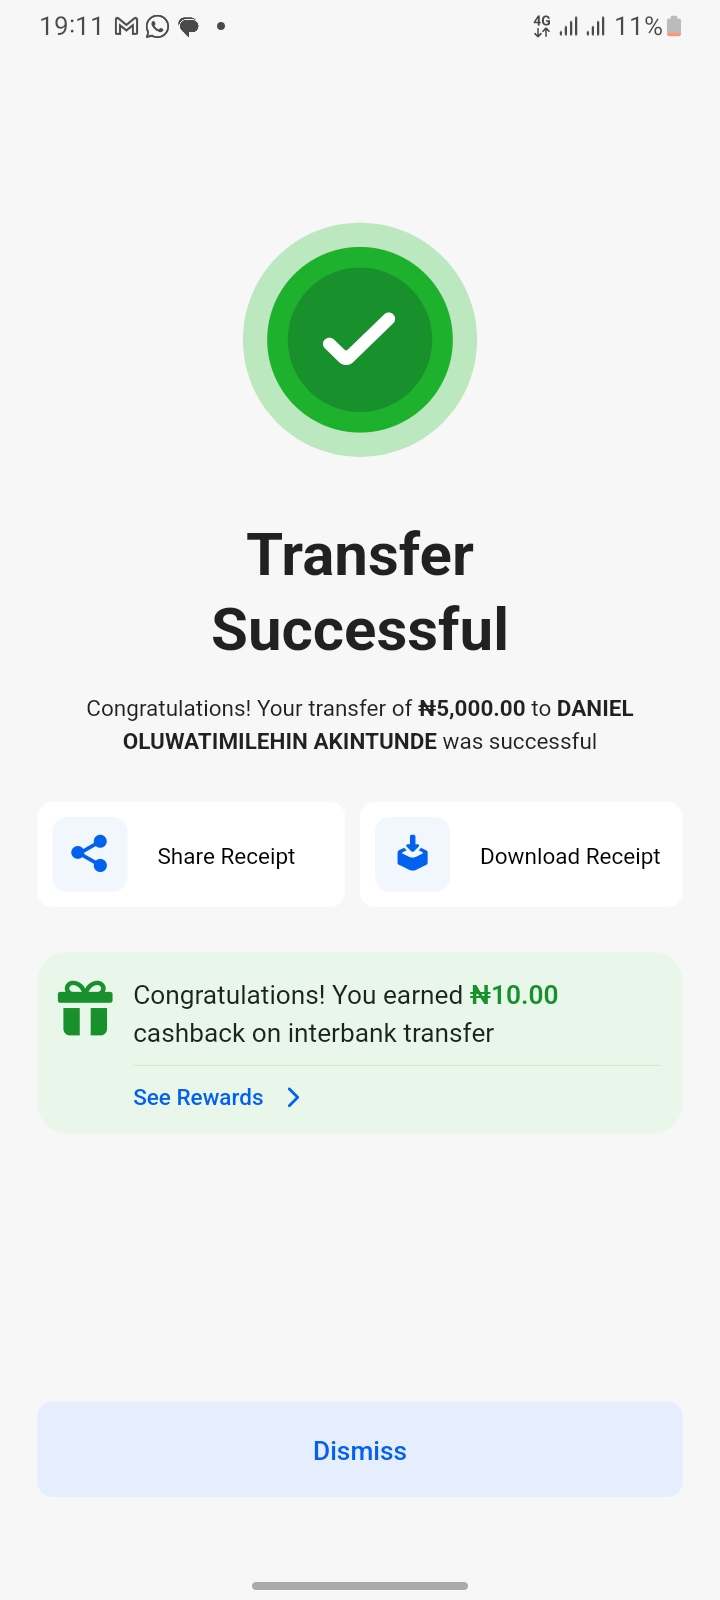 19:11
4G 11%
Transfer
Successful
Congratulations! Your transfer of ₦5,000.00 to DANIEL
OLUWATIMILEHIN AKINTUNDE was successful
Share Receipt
Download Receipt
Congratulations! You earned ₦10.00
cashback on interbank transfer
See Rewards
Dismiss